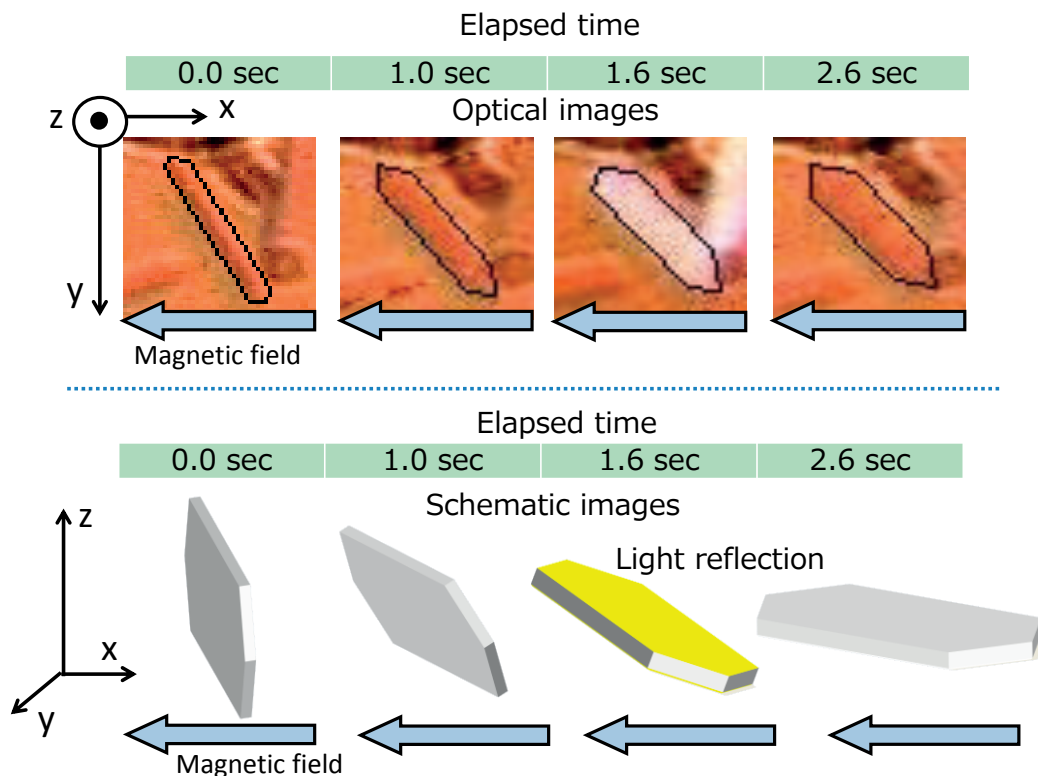 Elapsed time
0.0 sec 1.0 sec 1.6 sec 2.6 sec
z x Optical images
y
Magnetic field
Elapsed time
0.0 sec 1.0 sec 1.6 sec 2.6 sec
Schematic images
z
Light reflection
x
y
Magnetic field